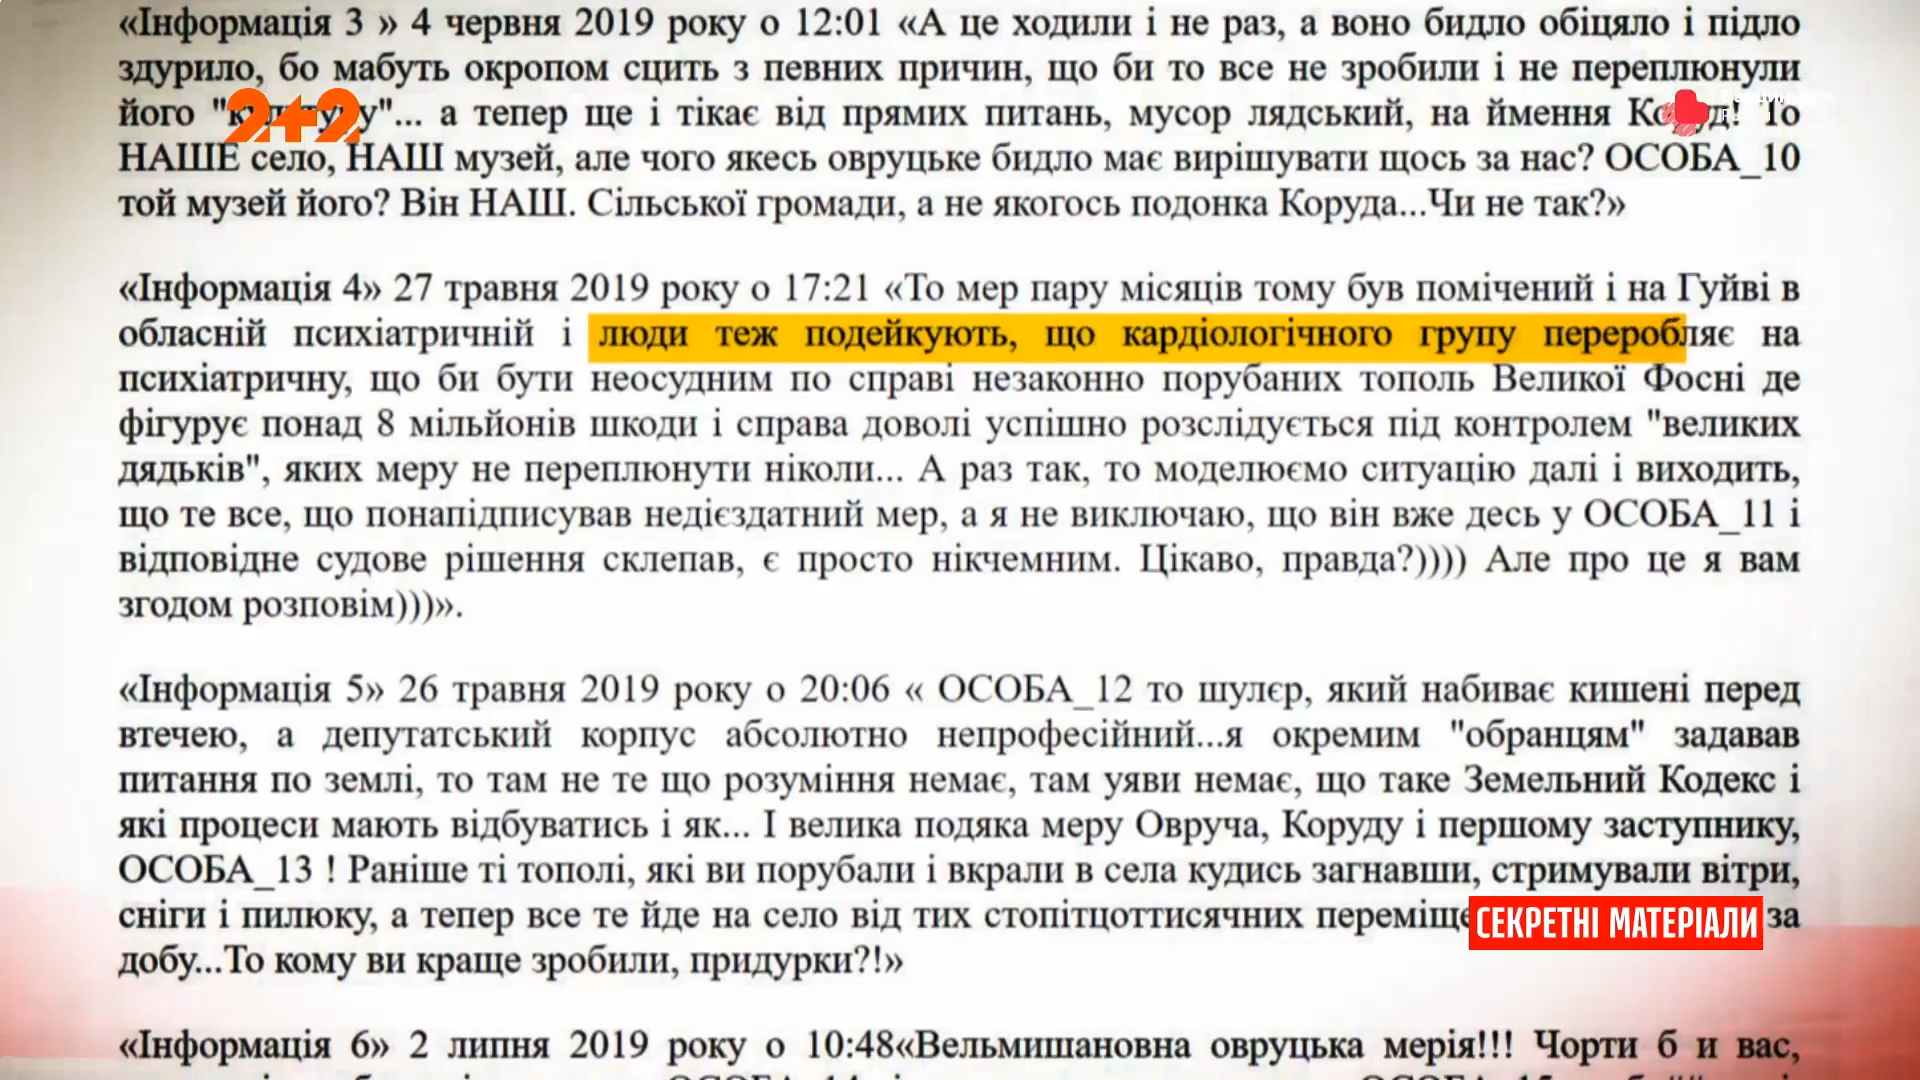 «Інформація 3 » 4 червня 2019 року о 12:01 «А це ходили і не раз, а воно бидло обіцяло і підло
здурило, бо мабуть окропом сцить з певних причин, що би то все не зробили і не переплюнули
його "культуру"... а тепер ще і тікає від прямих питань, мусор лядський, на ймення Коруд! То
2+2
НАШЕ село, НАШ музей, але чого якесь овруцьке бидло має вирішувати щось за нас? ОСОБА_10
той музей його? Він НАШ. Сільської громади, а не якогось подонка Коруда...Чи не так?»
«Інформація 4» 27 травня 2019 року о 17:21 «То мер пару місяців тому був помічений і на Гуйві в
обласній психіатричній і люди теж подейкують, що кардіологічного групу переробляє на
психіатричну, що би бути неосудним по справі незаконно порубаних тополь Великої Фосні де
фігурує понад 8 мільйонів шкоди і справа доволі успішно розслідується під контролем "великих
дядьків", яких меру не переплюнути ніколи... А раз так, то моделюємо ситуацію далі і виходить,
що те все, що понапідписував недієздатний мер, а я не виключаю, що він вже десь у ОСОБА_11 і
відповідне судове рішення склепав, є просто нікчемним. Цікаво, правда?)))) Але про це я вам
згодом розповім)))».
«Інформація 5» 26 травня 2019 року о 20:06 « ОСОБА_12 то шулєр, який набиває кишені перед
втечею, а депутатський корпус абсолютно непрофесійний...я окремим "обранцям" задавав
питання по землі, то там не те що розуміння немає, там уяви немає, що таке Земельний Кодекс і
які процеси мають відбуватись і як... І велика подяка меру Овруча, Коруду і першому заступнику,
ОСОБА_13 ! Раніше ті тополі, які ви порубали і вкрали в села кудись загнавши, стримували вітри,
сніги і пилюку, а тепер все те йде на село від тих стопітцоттисячних переміще за
СЕКРЕТНІ МАТЕРІАЛИ
добу...То кому ви краще зробили, придурки?!»
«Інформація 6» 2 липня 2019 року о 10:48«Вельмишановна овруцька мерія!!! Чорти б и вас,